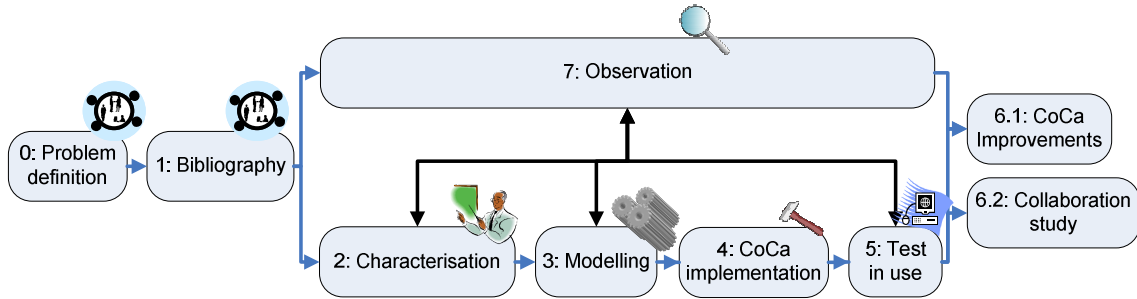 7: Observation
0: Problem
definition
1: Bibliography
6.1: CoCa
Improvements
6.2: Collaboration
study
2: Characterisation
3: Modelling
4: CoCa
implementation
5: Test
in use